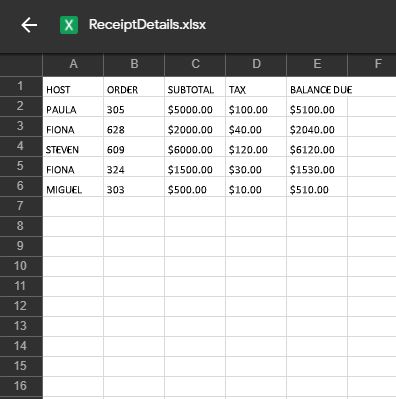 ReceiptDetails.xlsx
A B C D E F
1 HOST ORDER SUBTOTAL TAX BALANCE DUE
2 PAULA 305 $5000.00 $100.00 $5100.00
3 FIONA 628 $2000.00 $40.00 $2040.00
4 STEVEN 609 $6000.00 $120.00 $6120.00
5 FIONA 324 $1500.00 $30.00 $1530.00
6 MIGUEL 303 $500.00 $10.00 $510.00
7
8
9
10
11
12
13
14
15
16